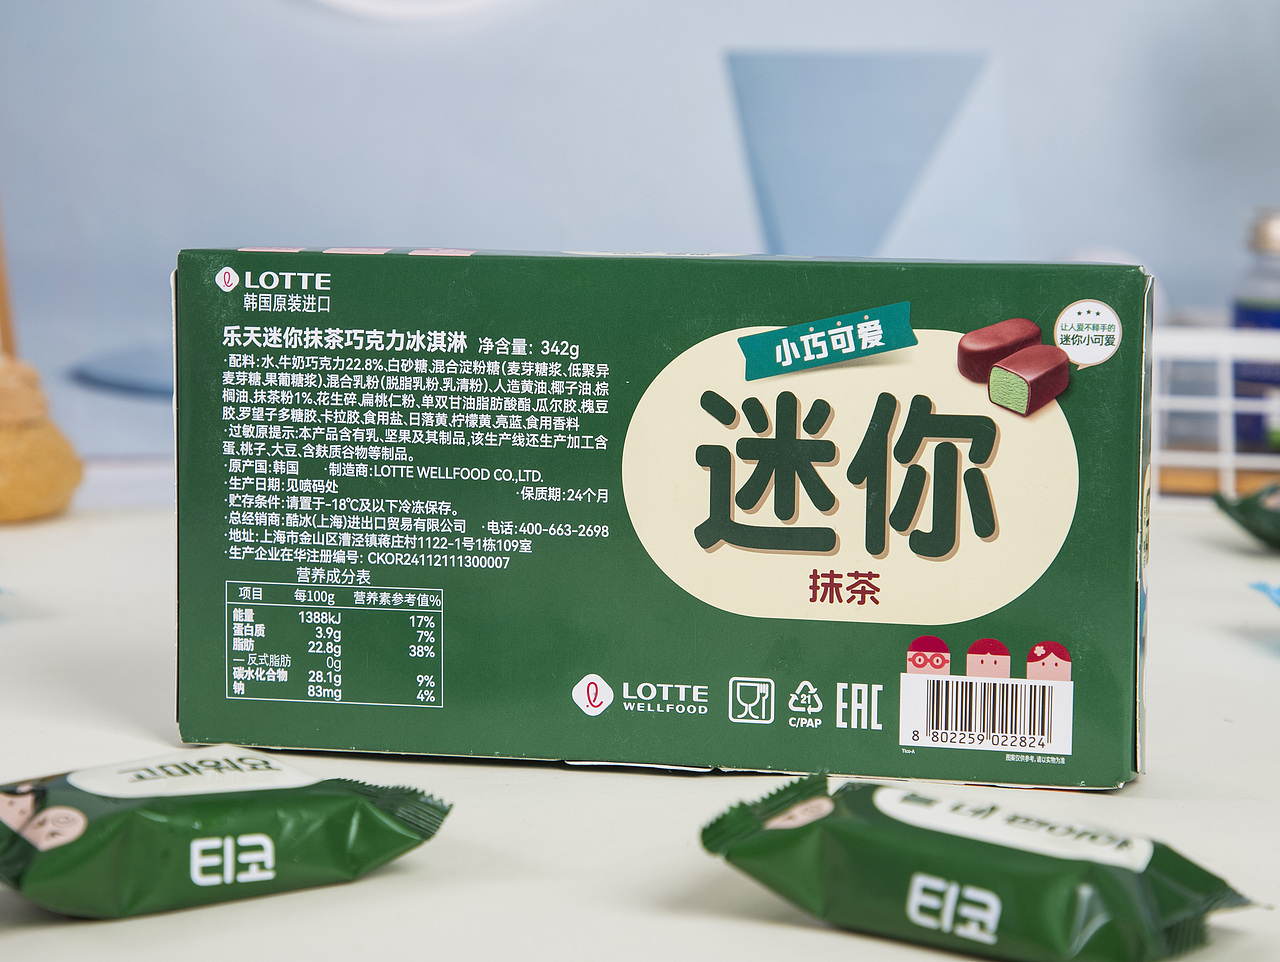 LOTTE
韩国原装进口
乐天迷你抹茶巧克力冰淇淋 净含量: 342g
·配料:水、牛奶巧克力22.8%、白砂糖、混合淀粉糖(麦芽糖浆、低聚异
麦芽糖、果葡糖浆)、混合乳粉(脱脂乳粉、乳清粉)、人造黄油、椰子油、棕
榈油、抹茶粉1%、花生碎、扁桃仁粉、单双甘油脂肪酸酯、瓜尔胶、槐豆
胶、罗望子多糖胶、卡拉胶、食用盐、日落黄、柠檬黄、亮蓝、食用香料
·过敏原提示:本产品含有乳、坚果及其制品,该生产线还生产加工含
蛋、桃子、大豆、含麸质谷物等制品。
·原产国:韩国 ·制造商:LOTTE WELLFOOD CO.,LTD.
·生产日期:见喷码处 ·保质期:24个月
·贮存条件:请置于-18℃及以下冷冻保存。
·总经销商:酷冰(上海)进出口贸易有限公司 ·电话:400-663-2698
·地址:上海市金山区漕泾镇蒋庄村1122-1号1栋109室
·生产企业在华注册编号: CKOR24112111300007
营养成分表
项目 每100g 营养素参考值%
能量 1388kJ 17%
蛋白质 3.9g 7%
脂肪 22.8g 38%
— 反式脂肪 0g
碳水化合物 28.1g 9%
钠 83mg 4%
小巧可爱
让人爱不释手的
迷你小可爱
迷你
抹茶
LOTTE
WELLFOOD
21
C/PAP
EAC
8 802259 022824
Tico-A
图案仅供参考,请以实物为准
고마워요
티코
티코